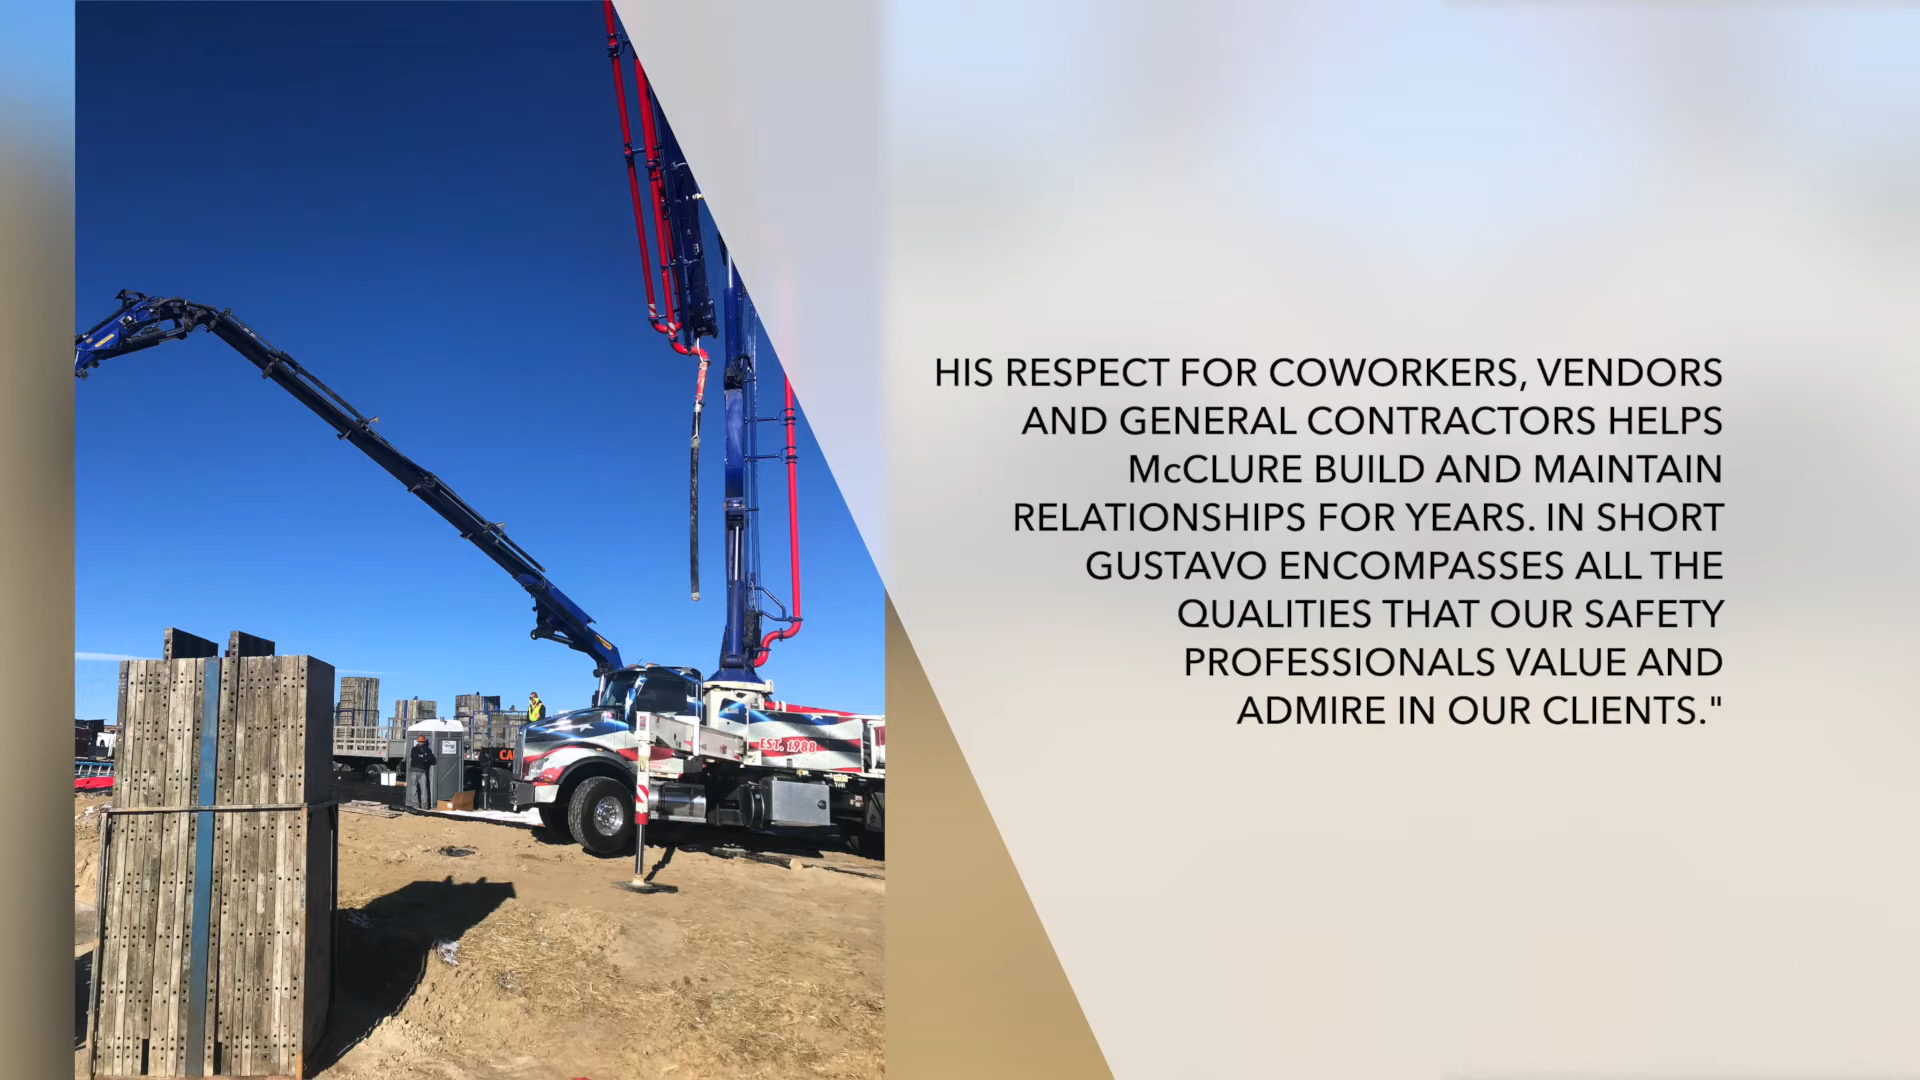 HIS RESPECT FOR COWORKERS, VENDORS
AND GENERAL CONTRACTORS HELPS
McCLURE BUILD AND MAINTAIN
RELATIONSHIPS FOR YEARS. IN SHORT
GUSTAVO ENCOMPASSES ALL THE
QUALITIES THAT OUR SAFETY
PROFESSIONALS VALUE AND
ADMIRE IN OUR CLIENTS."
EST. 1988
CA